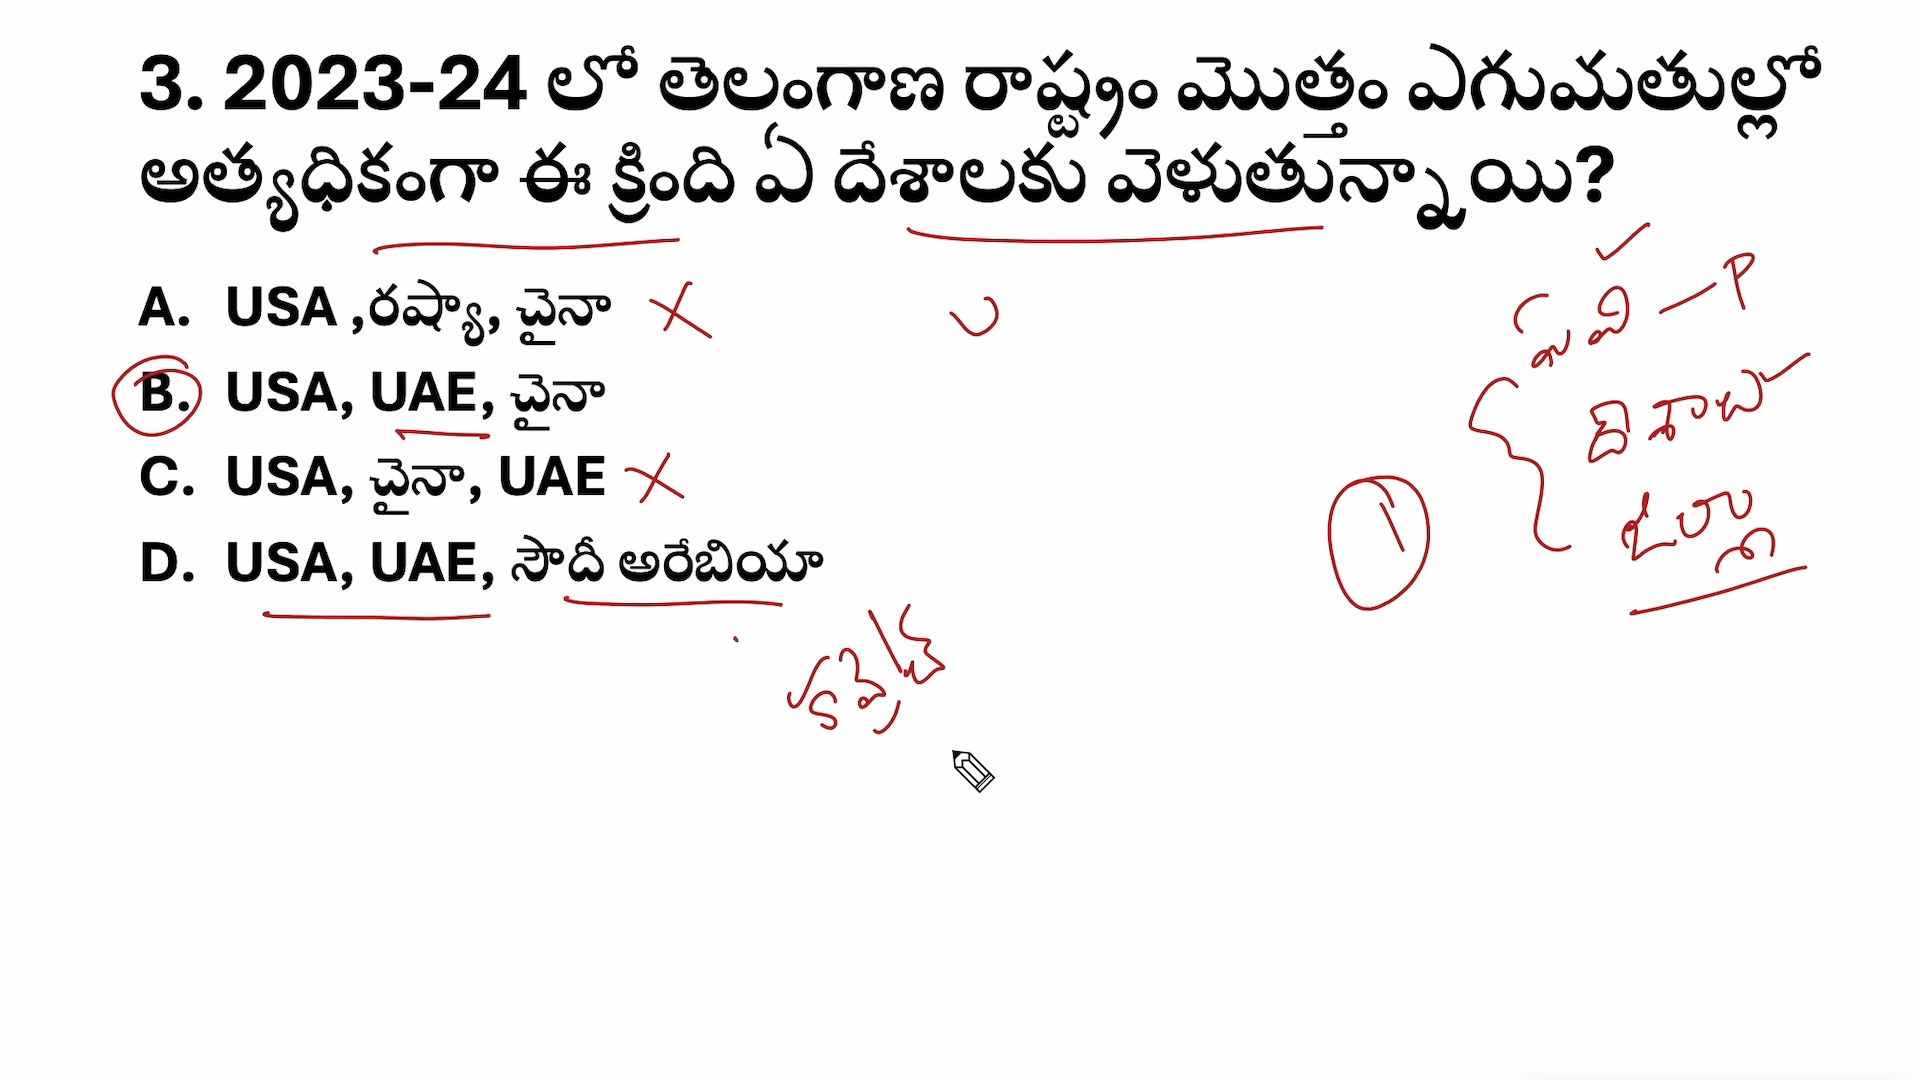 3. 2023-24 లో తెలంగాణ రాష్ట్రం మొత్తం ఎగుమతుల్లో
అత్యధికంగా ఈ క్రింది ఏ దేశాలకు వెళుతున్నాయి?
A. USA ,రష్యా, చైనా
B. USA, UAE, చైనా
C. USA, చైనా, UAE
D. USA, UAE, సౌదీ అరేబియా